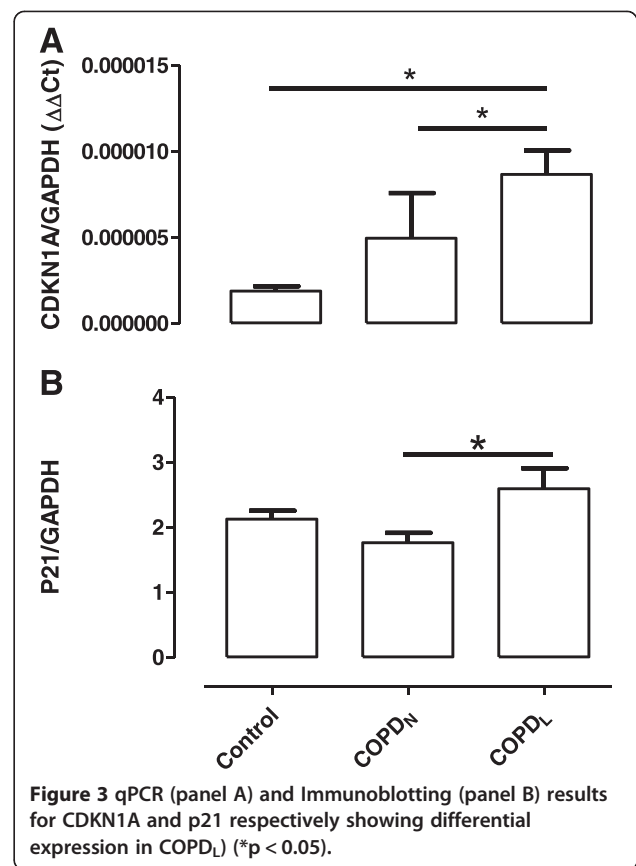 A
0.000015
0.000010
0.000005
0.000000
CDKN1A/GAPDH (ΔΔCt)
*
*
B
4
3
2
1
0
P21/GAPDH
*
Control
COPDN
COPDL
Figure 3 qPCR (panel A) and Immunoblotting (panel B) results
for CDKN1A and p21 respectively showing differential
expression in COPDL) (*p < 0.05).